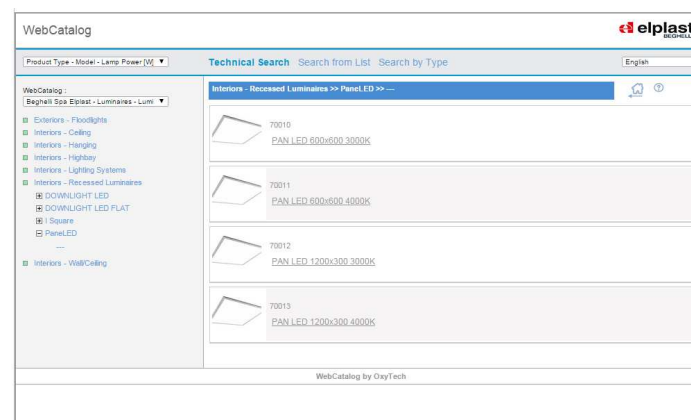 WebCatalog
elplast
BEGHELLI
Product Type - Model - Lamp Power [W]
Technical Search Search from List Search by Type
English
WebCatalog :
Beghelli Spa Elplast - Luminaires - Lumi
Exteriors - Floodlights
Interiors - Ceiling
Interiors - Hanging
Interiors - Highbay
Interiors - Lighting Systems
Interiors - Recessed Luminaires
DOWNLIGHT LED
DOWNLIGHT LED FLAT
I Square
PaneLED
---
Interiors - Wall/Ceiling
Interiors - Recessed Luminaires >> PaneLED >> ---
70010
PAN LED 600x600 3000K
70011
PAN LED 600x600 4000K
70012
PAN LED 1200x300 3000K
70013
PAN LED 1200x300 4000K
WebCatalog by OxyTech